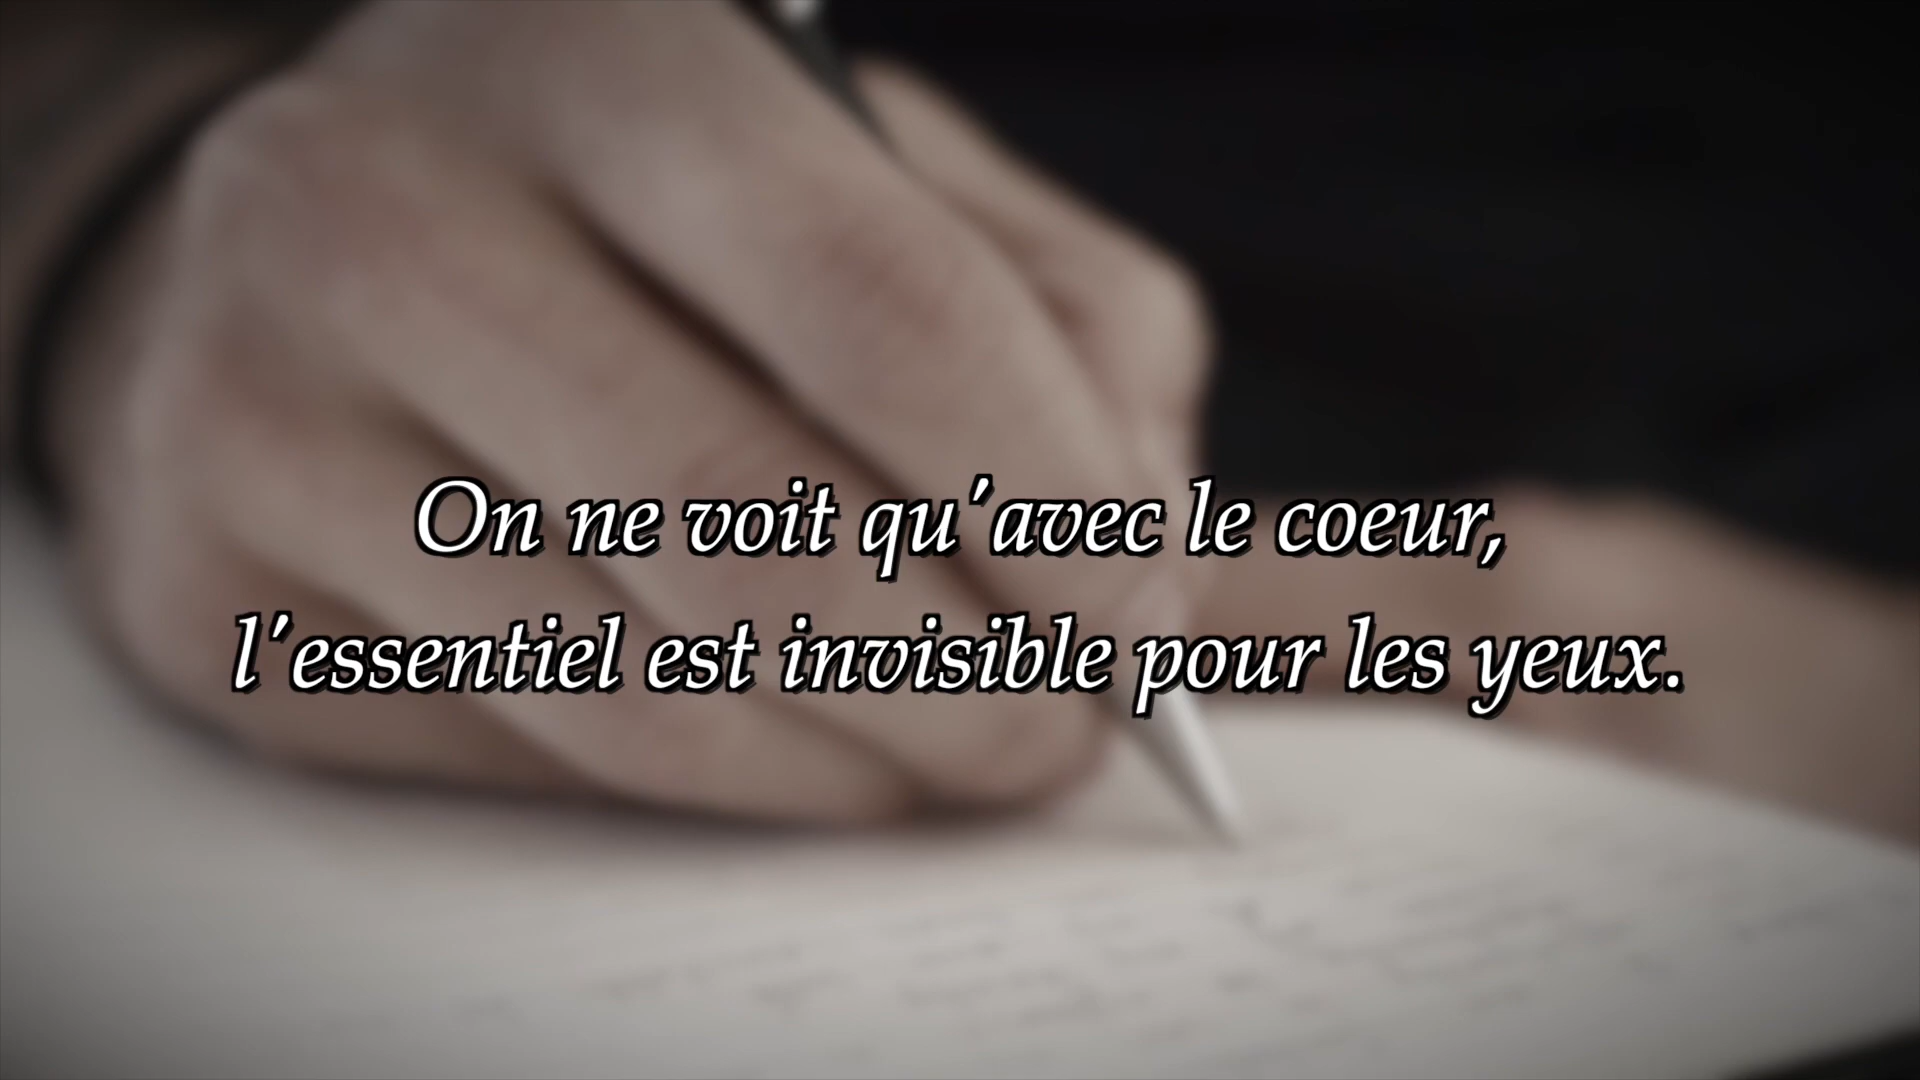 On ne voit qu'avec le coeur,
l'essentiel est invisible pour les yeux.